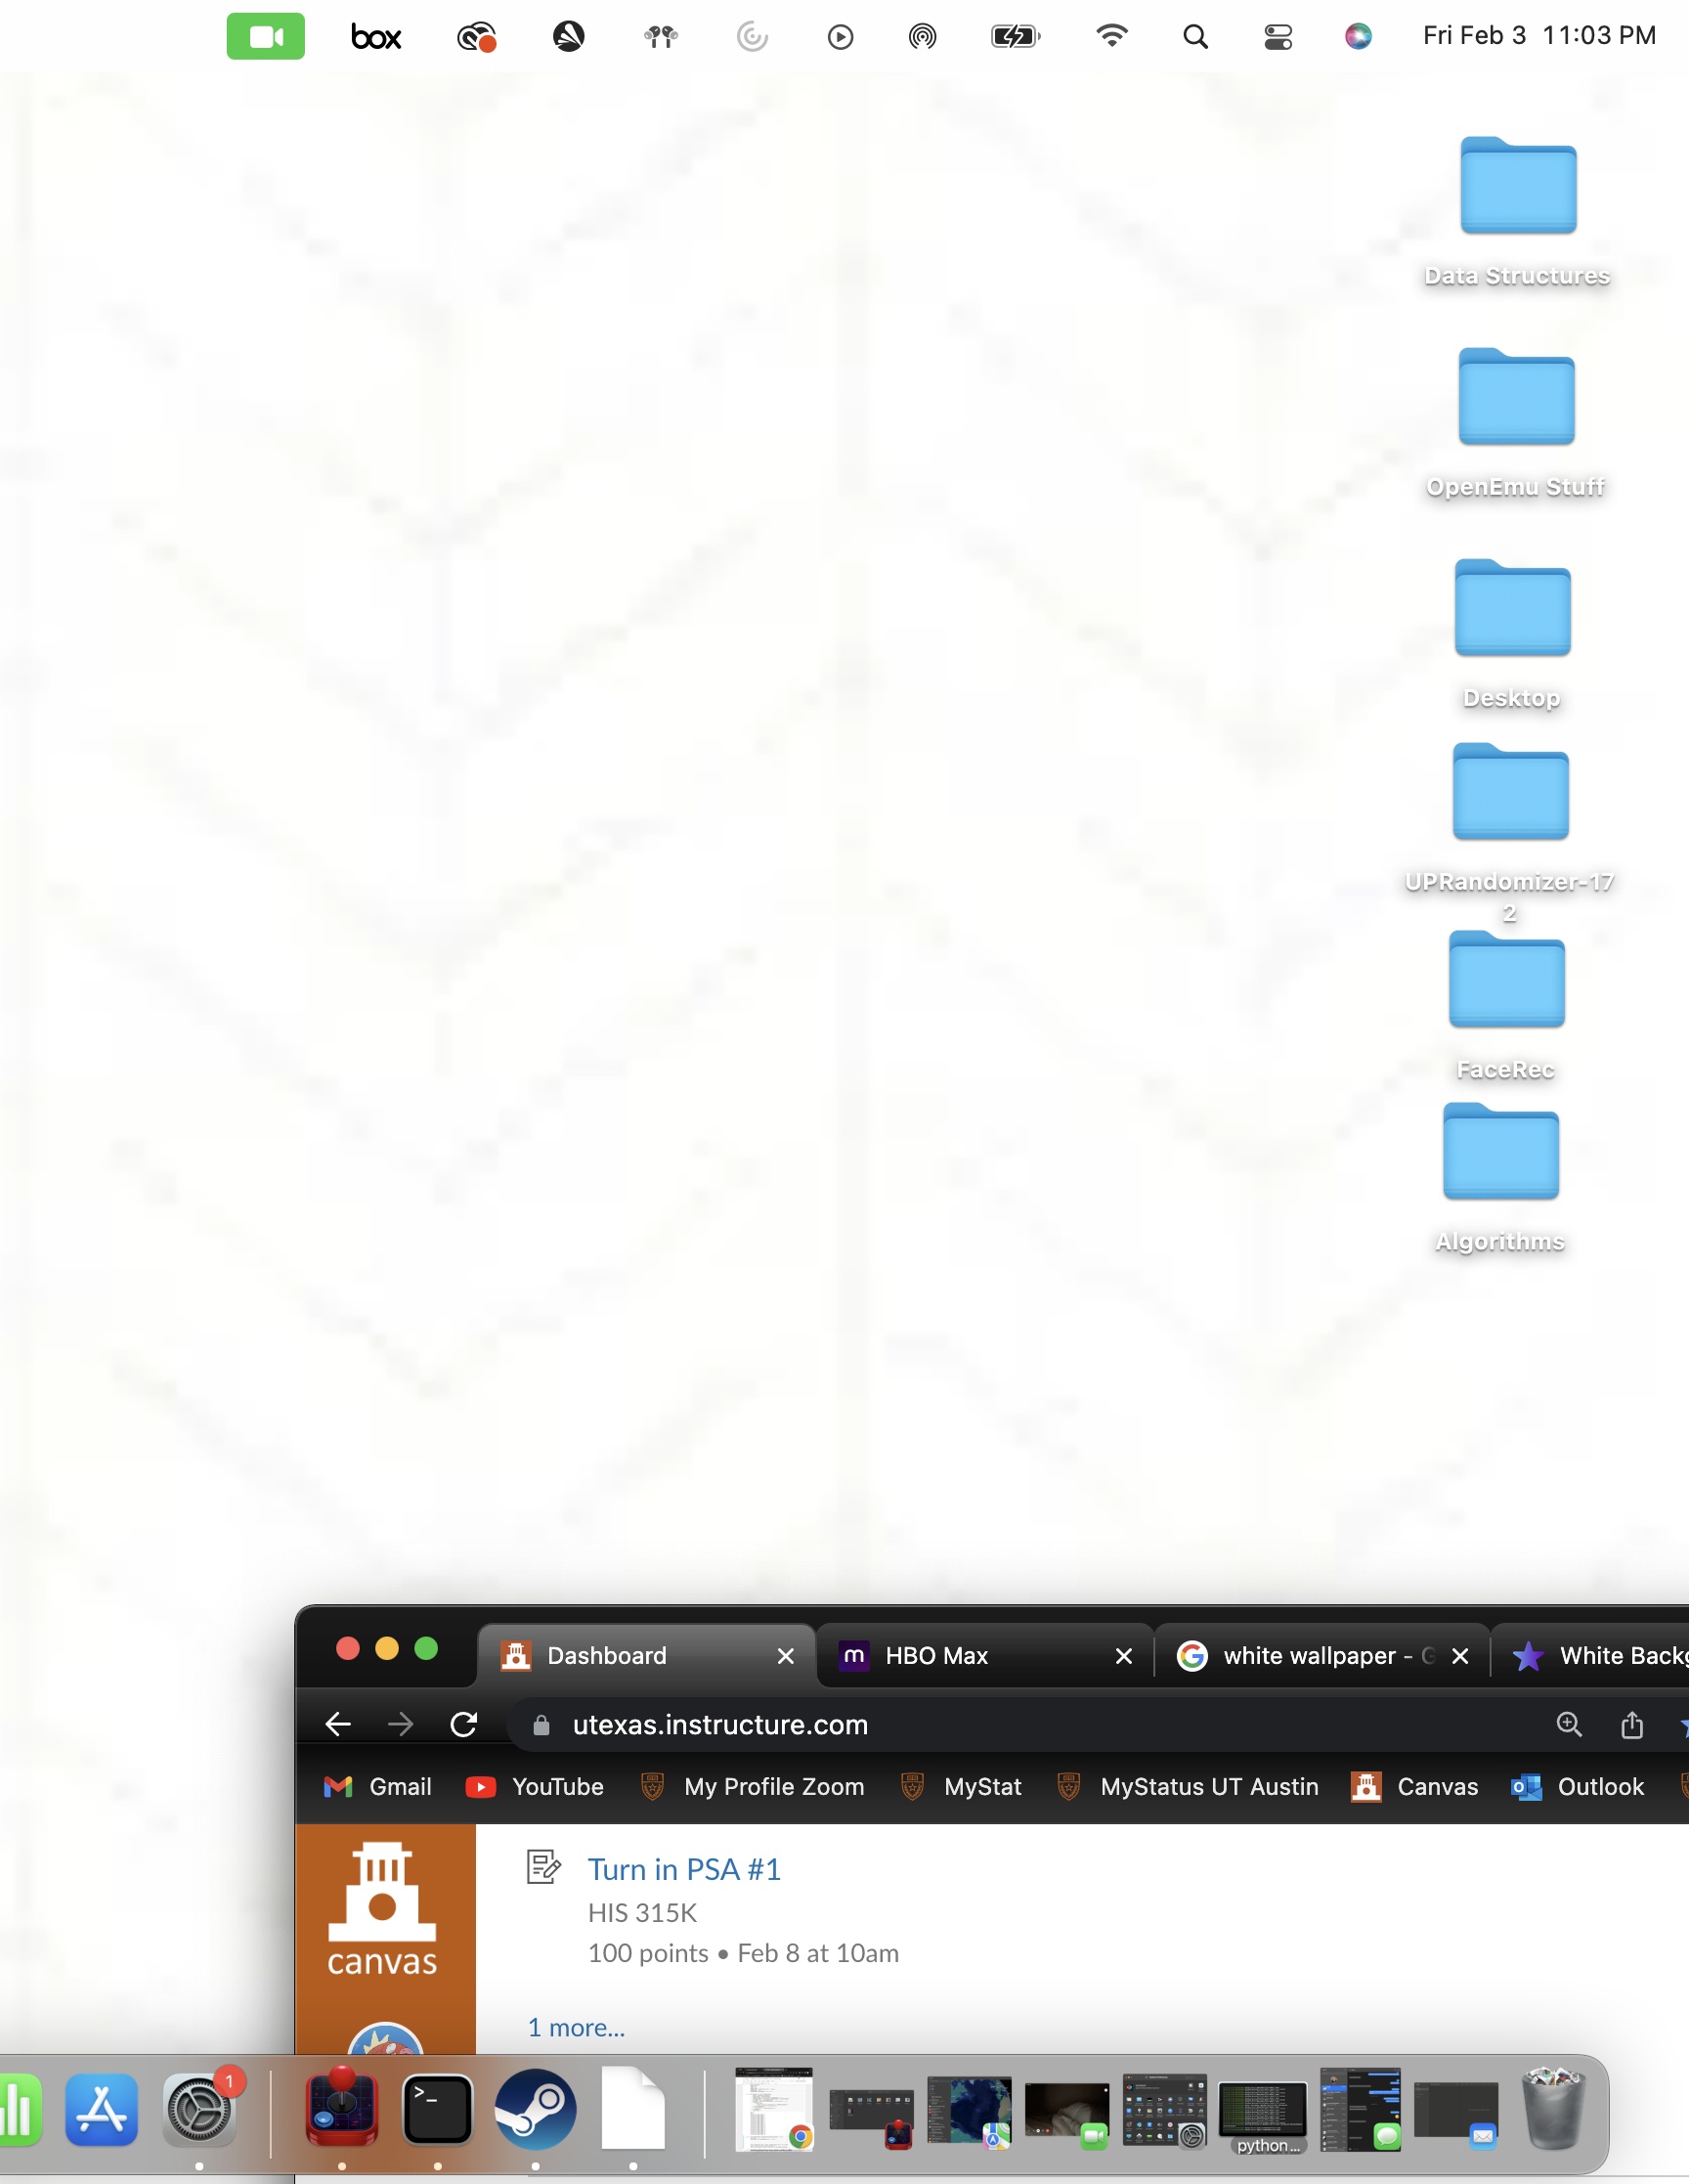 box
Fri Feb 3 11:03 PM
Data Structures
OpenEmu Stuff
Desktop
UPRandomizer-17
2
FaceRec
Algorithms
Dashboard
HBO Max
white wallpaper - G
White Backg
utexas.instructure.com
Gmail
YouTube
My Profile Zoom
MyStat
MyStatus UT Austin
Canvas
Outlook
canvas
Turn in PSA #1
HIS 315K
100 points • Feb 8 at 10am
1 more...
1
>_
python...